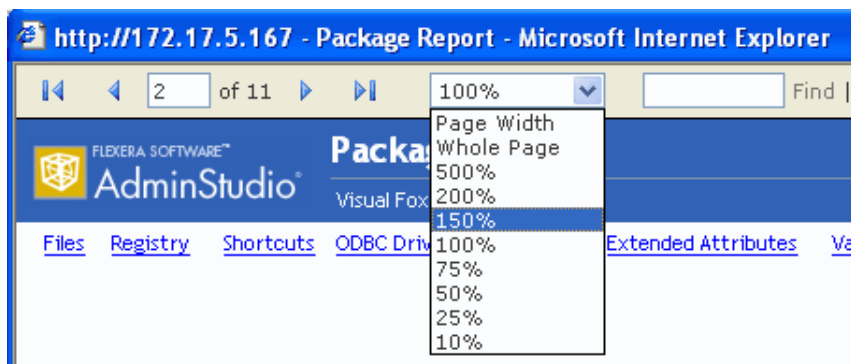 http://172.17.5.167 - Package Report - Microsoft Internet Explorer
2 of 11 100% Find |
Page Width
Whole Page
500%
200%
150%
100%
75%
50%
25%
10%
FLEXERA SOFTWARE™
AdminStudio®
Visual Fox
Files Registry Shortcuts ODBC Extended Attributes